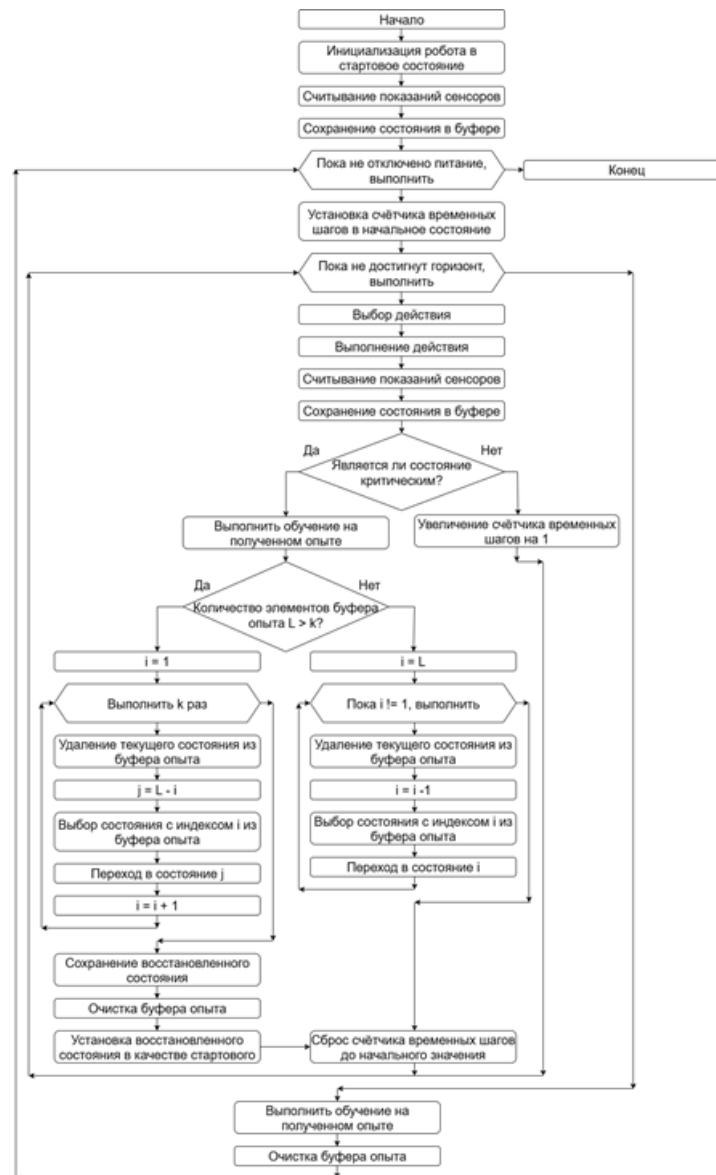 Начало
Инициализация робота в
стартовое состояние
Считывание показаний сенсоров
Сохранение состояния в буфере
Пока не отключено питание,
выполнить
Конец
Установка счётчика временных
шагов в начальное состояние
Пока не достигнут горизонт,
выполнить
Выбор действия
Выполнение действия
Считывание показаний сенсоров
Сохранение состояния в буфере
Да
Нет
Является ли состояние
критическим?
Выполнить обучение на
полученном опыте
Увеличение счётчика временных
шагов на 1
Да
Нет
Количество элементов буфера
опыта L > k?
i = 1
i = L
Выполнить k раз
Пока i != 1, выполнить
Удаление текущего состояния из
буфера опыта
Удаление текущего состояния из
буфера опыта
j = L - i
i = i -1
Выбор состояния с индексом i из
буфера опыта
Выбор состояния с индексом i из
буфера опыта
Переход в состояние j
Переход в состояние i
i = i + 1
Сохранение восстановленного
состояния
Очистка буфера опыта
Установка восстановленного
состояния в качестве стартового
Сброс счётчика временных шагов
до начального значения
Выполнить обучение на
полученном опыте
Очистка буфера опыта